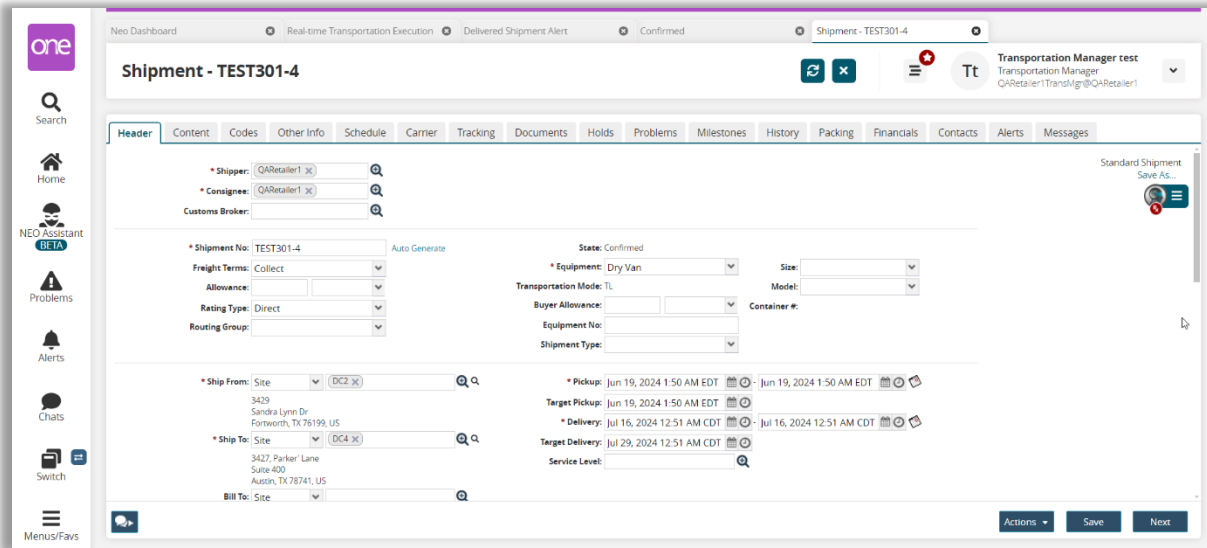 one
Search
Home
NEO Assistant
BETA
Problems
Alerts
Chats
Switch
Menus/Favs
Neo Dashboard
Real-time Transportation Execution
Delivered Shipment Alert
Confirmed
Shipment - TEST301-4
Shipment - TEST301-4
Tt
Transportation Manager test
Transportation Manager
QARetailer1TransMgr@QARetailer1
Header Content Codes Other Info Schedule Carrier Tracking Documents Holds Problems Milestones History Packing Financials Contacts Alerts Messages
Standard Shipment
Save As...
* Shipper: QARetailer1
* Consignee: QARetailer1
Customs Broker:
* Shipment No: TEST301-4 Auto Generate
Freight Terms: Collect
Allowance:
Rating Type: Direct
Routing Group:
State: Confirmed
* Equipment: Dry Van
Size:
Transportation Mode: TL
Model:
Buyer Allowance:
Container #:
Equipment No:
Shipment Type:
* Ship From: Site DC2
3429
Sandra Lynn Dr
Fortworth, TX 76199, US
* Ship To: Site DC4
3427, Parker' Lane
Suite 400
Austin, TX 78741, US
Bill To: Site
* Pickup: Jun 19, 2024 1:50 AM EDT - Jun 19, 2024 1:50 AM EDT
Target Pickup: Jun 19, 2024 1:50 AM EDT
* Delivery: Jul 16, 2024 12:51 AM CDT - Jul 16, 2024 12:51 AM CDT
Target Delivery: Jul 29, 2024 12:51 AM CDT
Service Level:
Actions
Save
Next